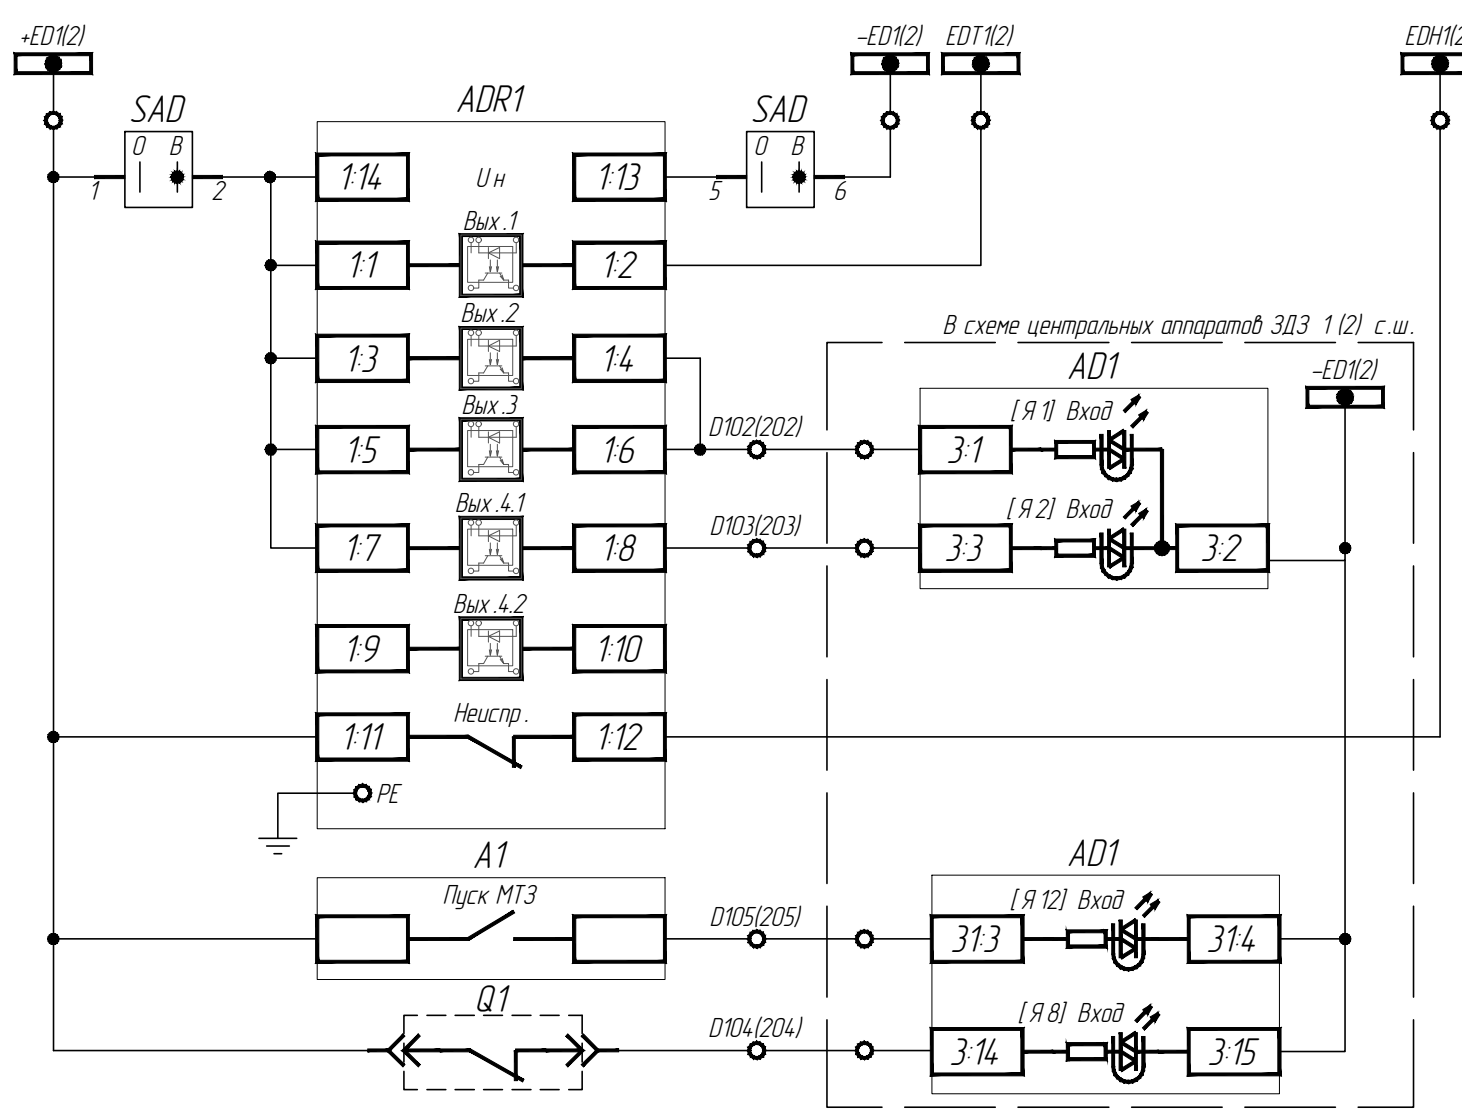 +ED1(2)
-ED1(2)
EDT1(2)
EDH1(2
SAD
ADR1
SAD
О В
О В
1:14
Uн
1:13
1
2
5
6
Вых.1
1:1
1:2
Вых.2
1:3
1:4
В схеме центральных аппаратов ЗДЗ 1(2) с.ш.
AD1
-ED1(2)
Вых.3
1:5
1:6
D102(202)
[Я1] Вход
3:1
Вых.4.1
1:7
1:8
D103(203)
[Я2] Вход
3:3
3:2
Вых.4.2
1:9
1:10
Неиспр.
1:11
1:12
PE
A1
AD1
Пуск МТЗ
D105(205)
[Я12] Вход
31:3
31:4
Q1
D104(204)
[Я8] Вход
3:14
3:15